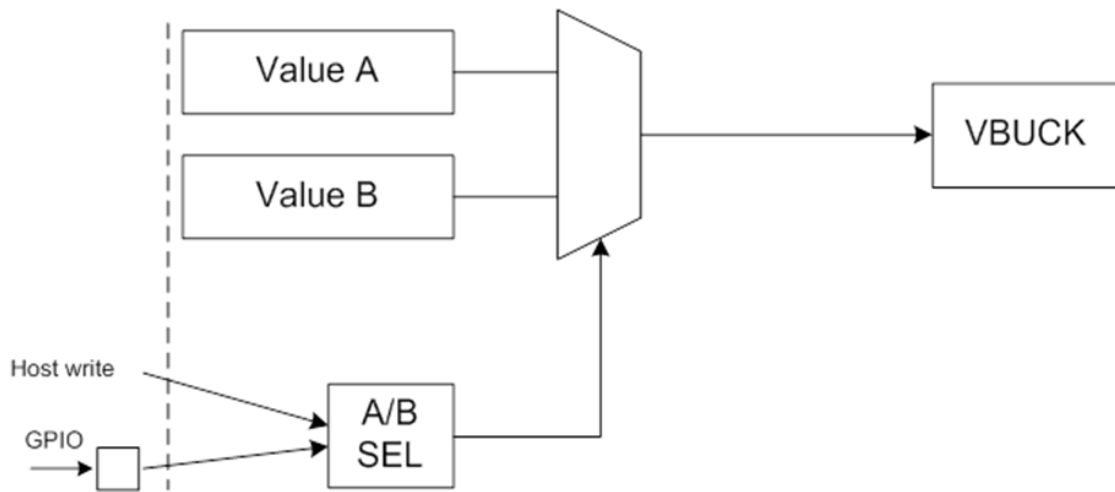 Value A
VBUCK
Value B
Host write
A/B
SEL
GPIO